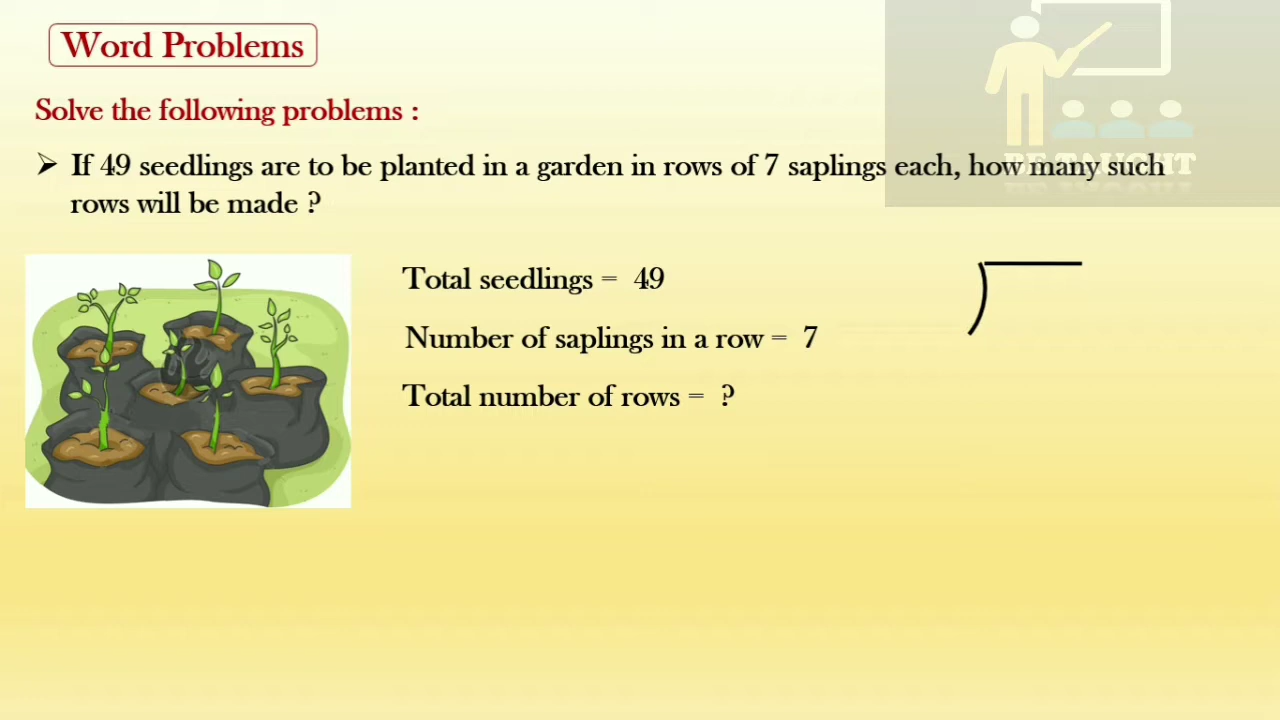 Word Problems
Solve the following problems :
➢ If 49 seedlings are to be planted in a garden in rows of 7 saplings each, how many such
rows will be made ?
BE TAUGHT
Total seedlings = 49
Number of saplings in a row = 7
Total number of rows = ?